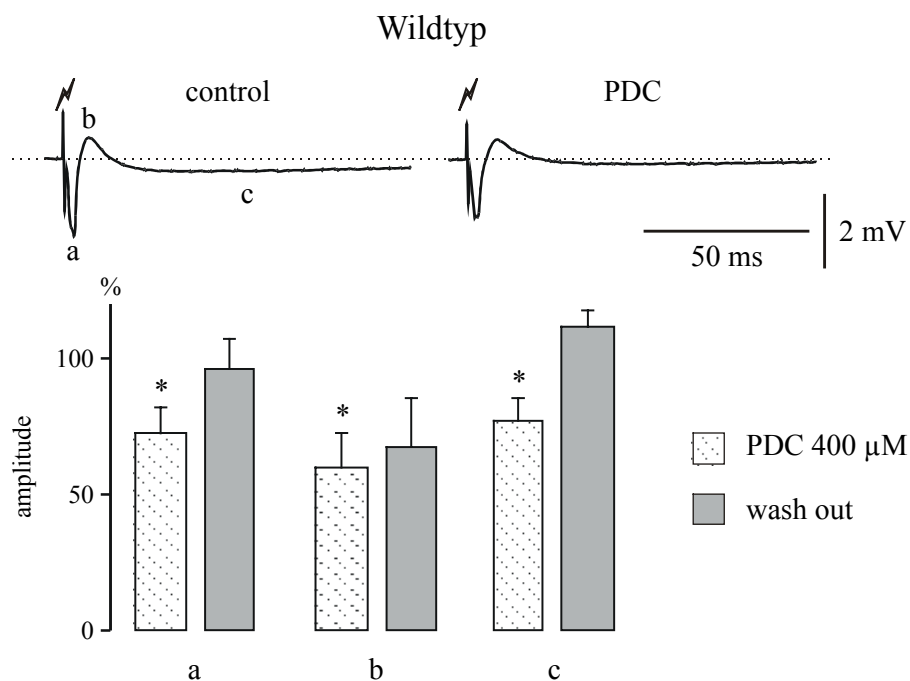 Wildtyp
control
PDC
b
c
a
50 ms
2 mV
%
100
50
0
amplitude
*
*
*
PDC 400 µM
wash out
a
b
c